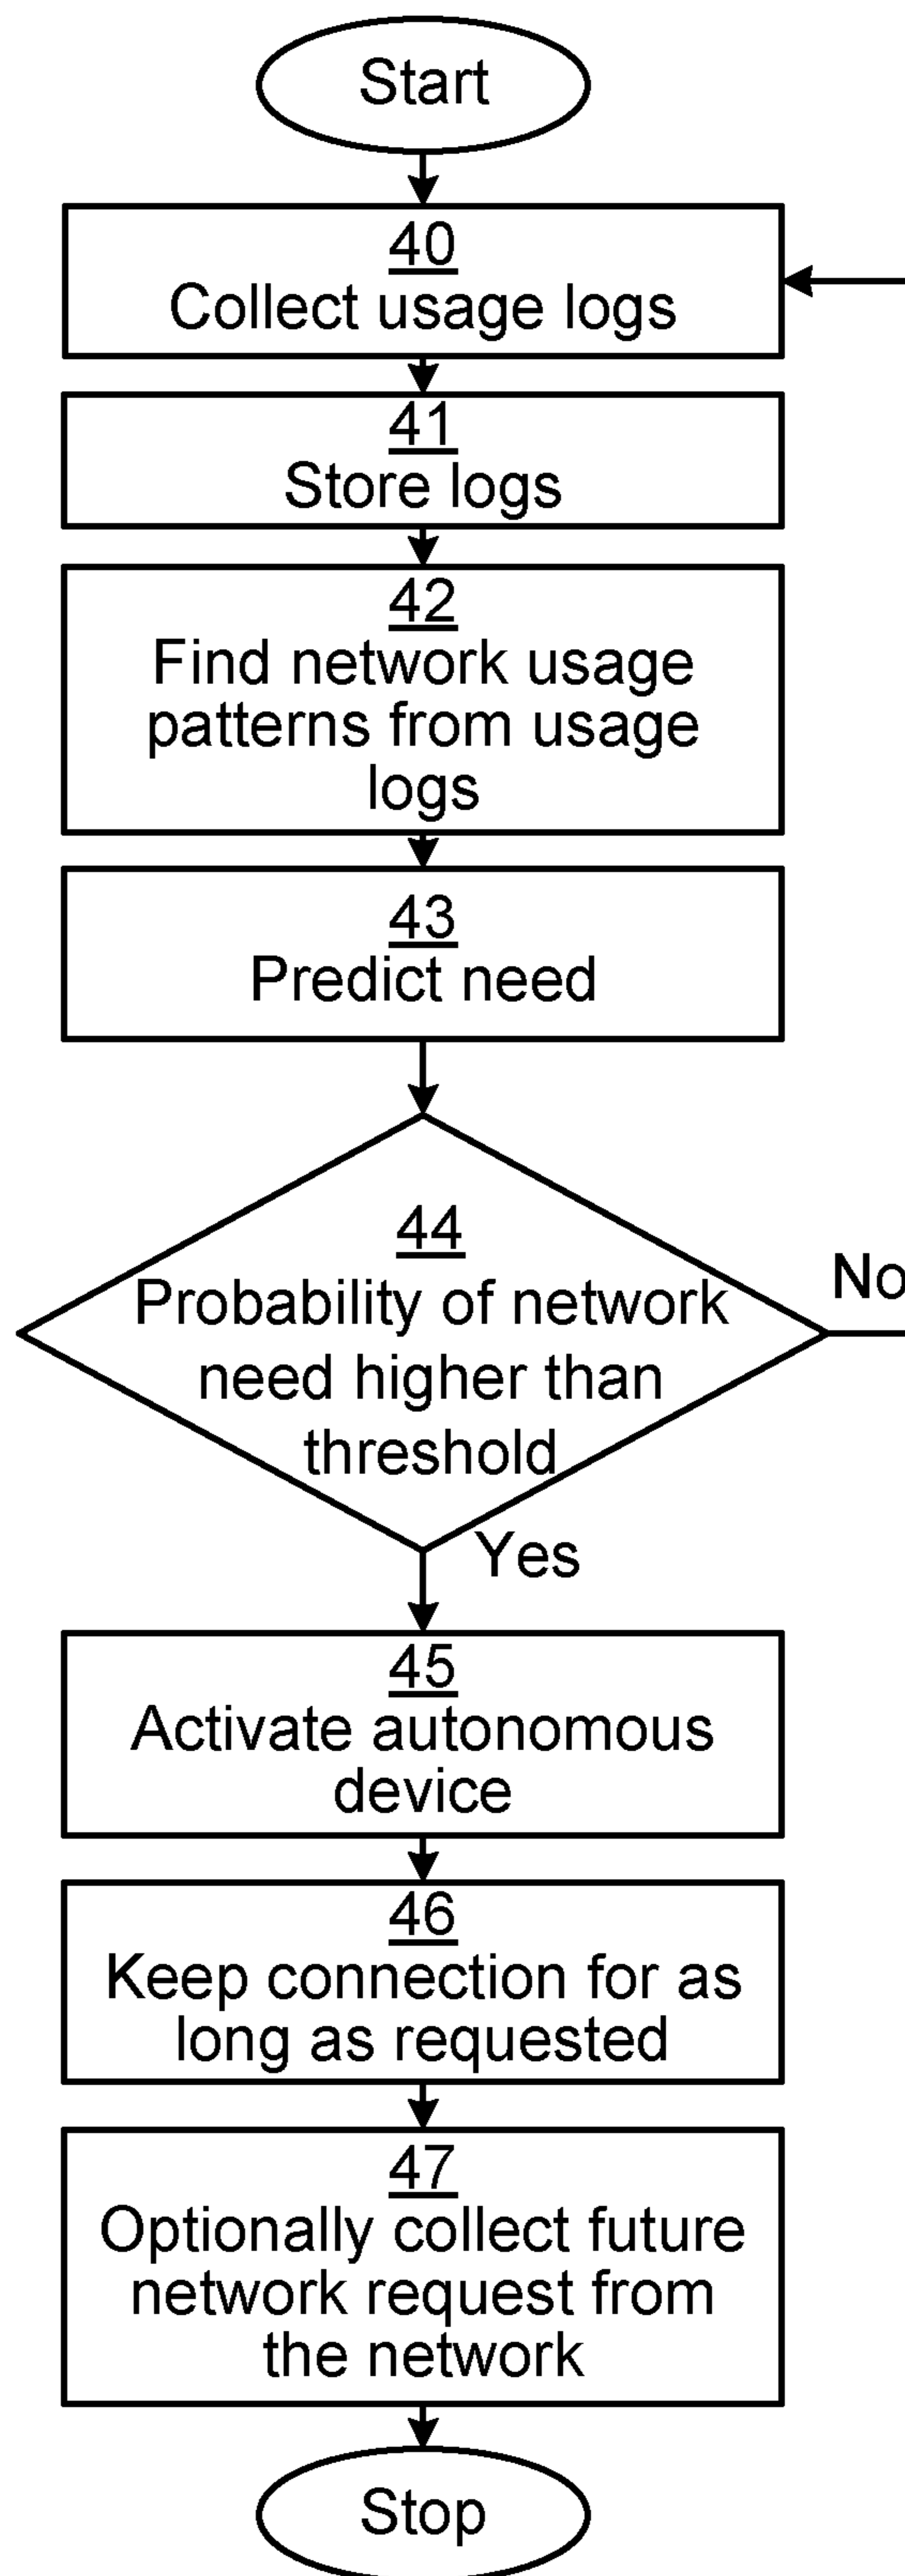 Start
40
Collect usage logs
41
Store logs
42
Find network usage
patterns from usage
logs
43
Predict need
44
Probability of network
need higher than
threshold
No
Yes
45
Activate autonomous
device
46
Keep connection for as
long as requested
47
Optionally collect future
network request from
the network
Stop